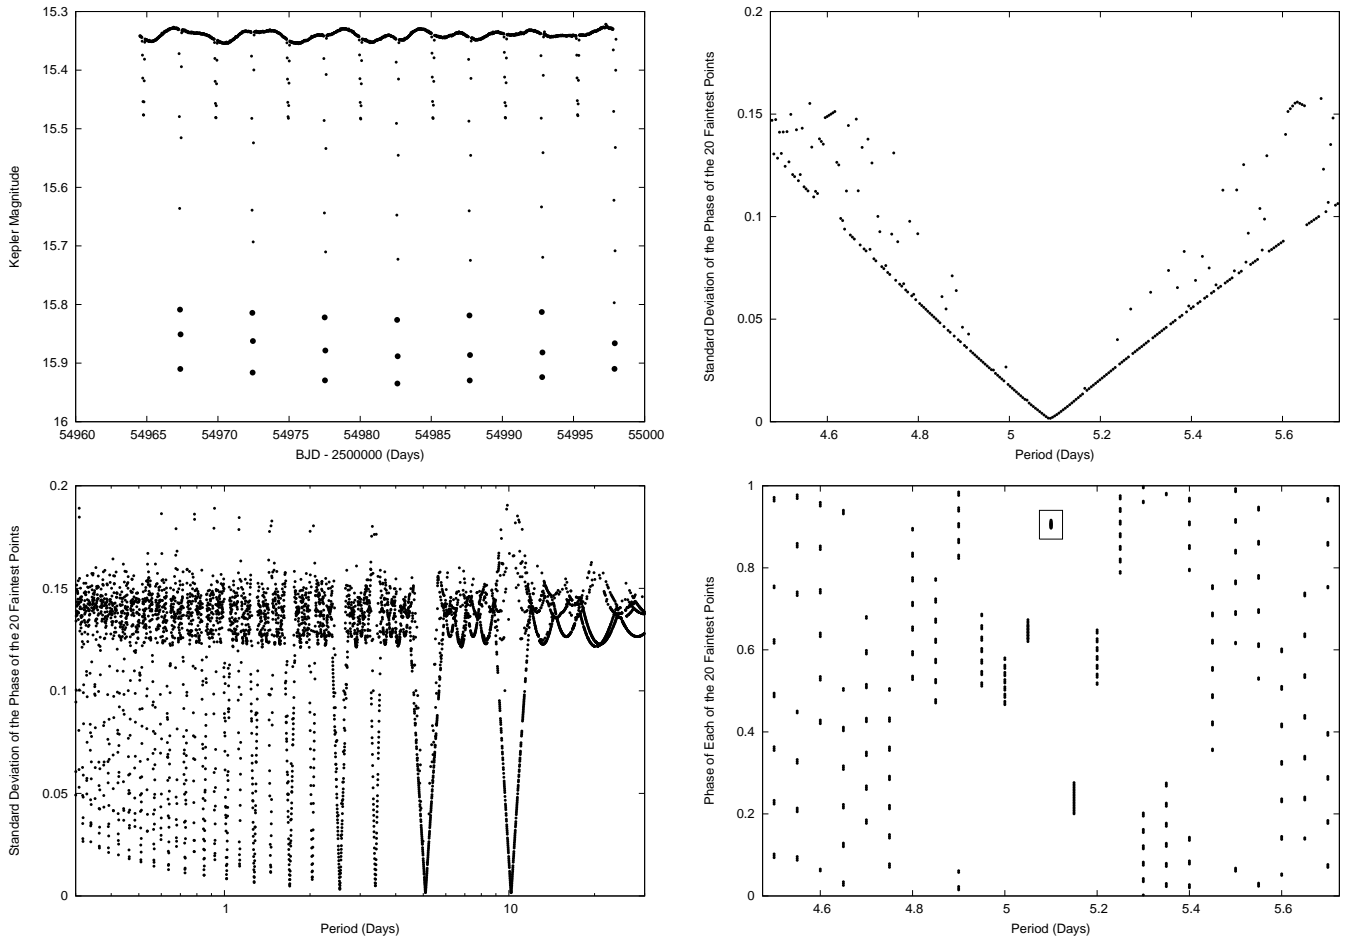 15.3
15.4
15.5
15.6
15.7
15.8
15.9
16
Kepler Magnitude
54960 54965 54970 54975 54980 54985 54990 54995 55000
BJD - 2500000 (Days)
0.2
0.15
0.1
0.05
0
Standard Deviation of the Phase of the 20 Faintest Points
4.6 4.8 5 5.2 5.4 5.6
Period (Days)
0.2
0.15
0.1
0.05
0
Standard Deviation of the Phase of the 20 Faintest Points
1 10
Period (Days)
1
0.8
0.6
0.4
0.2
0
Phase of Each of the 20 Faintest Points
4.6 4.8 5 5.2 5.4 5.6
Period (Days)